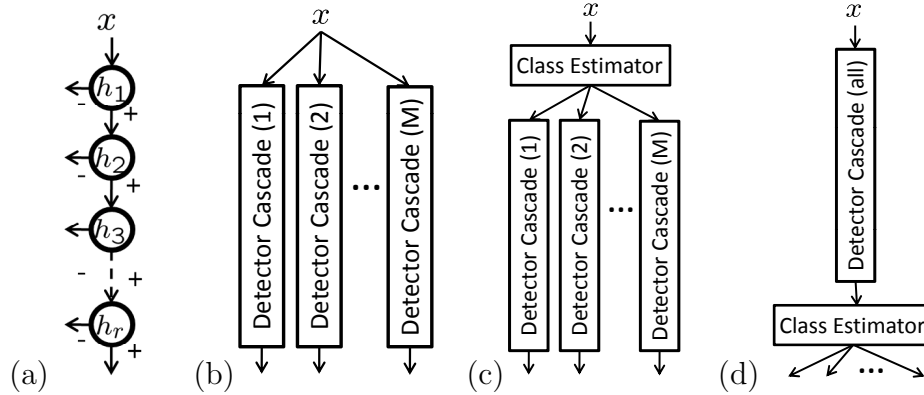 x
h1
-
+
h2
-
+
h3
-
+
hr
-
+
(a)
x
Detector Cascade (1)
Detector Cascade (2)
...
Detector Cascade (M)
(b)
x
Class Estimator
Detector Cascade (1)
Detector Cascade (2)
...
Detector Cascade (M)
(c)
x
Detector Cascade (all)
Class Estimator
...
(d)